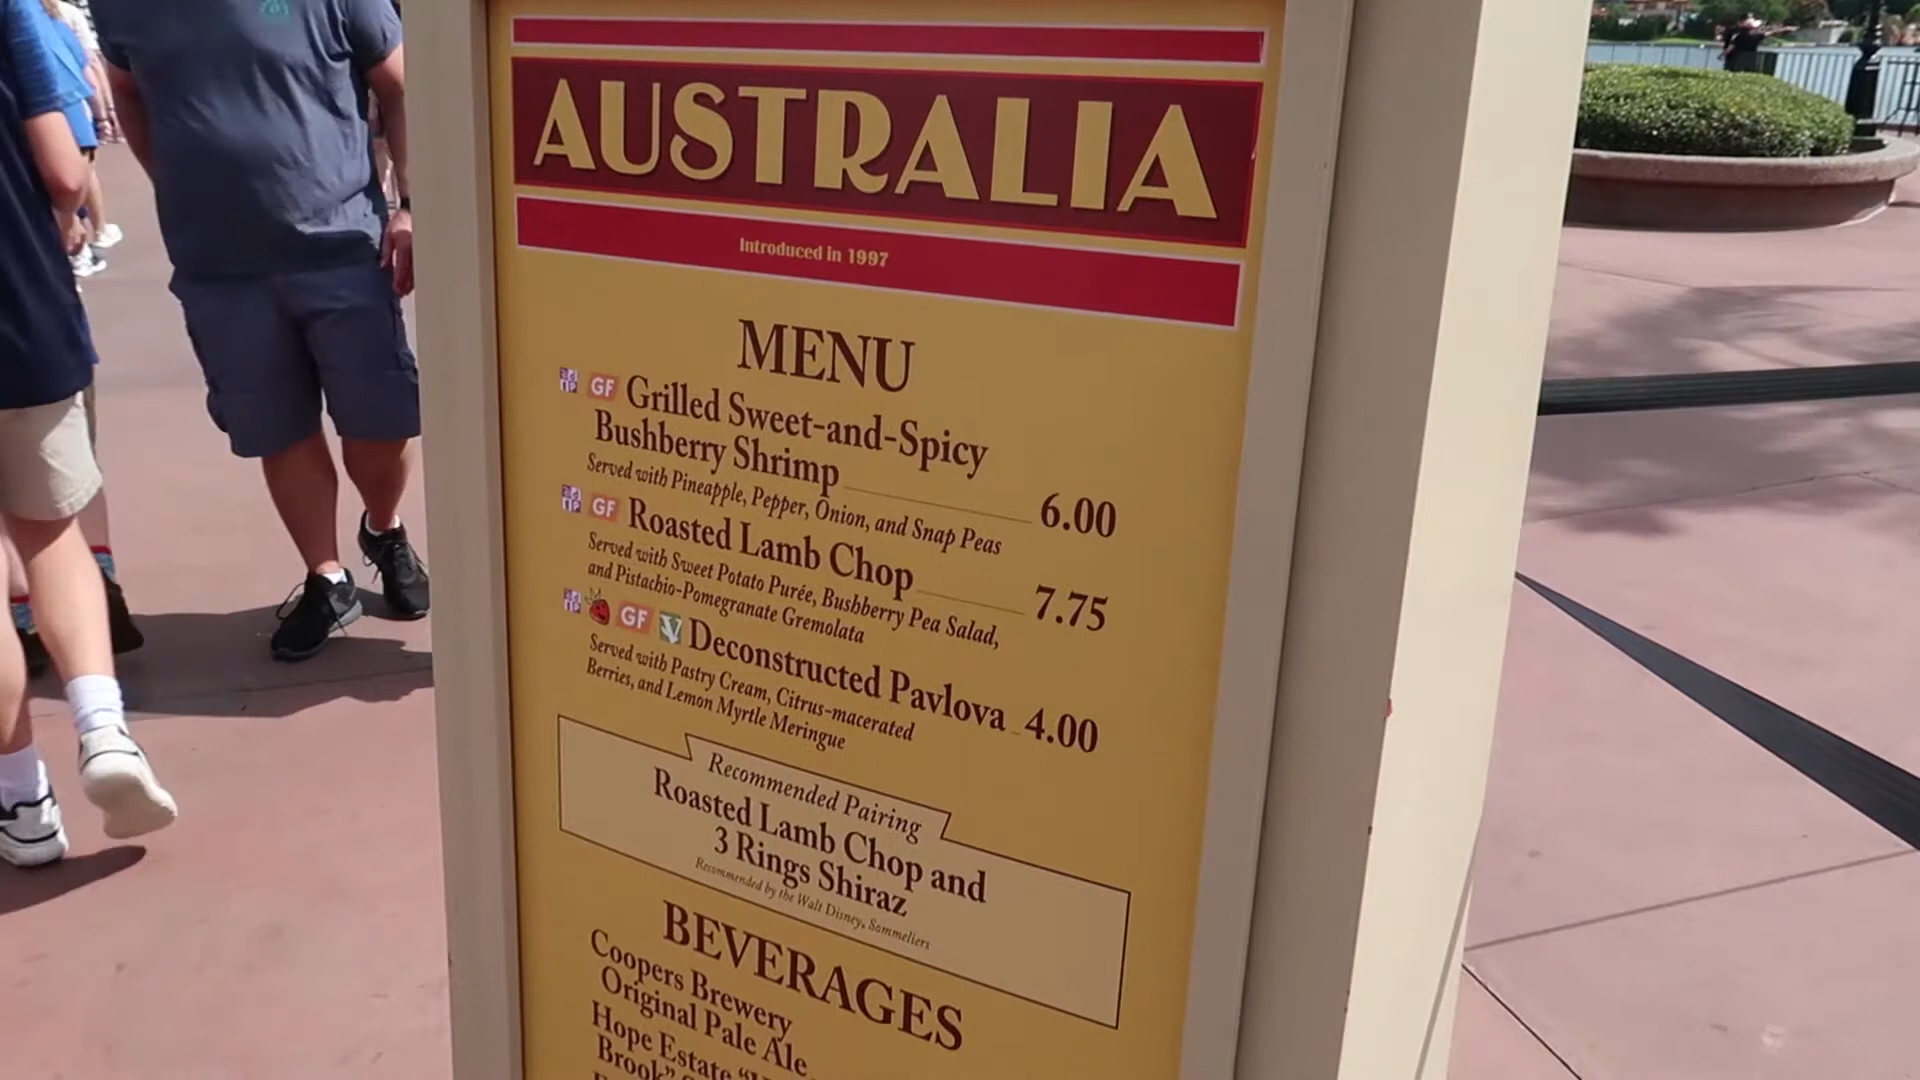 AUSTRALIA
Introduced in 1997
MENU
GF Grilled Sweet-and-Spicy
Bushberry Shrimp 6.00
Served with Pineapple, Pepper, Onion, and Snap Peas
GF Roasted Lamb Chop 7.75
Served with Sweet Potato Purée, Bushberry Pea Salad,
and Pistachio-Pomegranate Gremolata
GF V Deconstructed Pavlova 4.00
Served with Pastry Cream, Citrus-macerated
Berries, and Lemon Myrtle Meringue
Recommended Pairing
Roasted Lamb Chop and
3 Rings Shiraz
Recommended by the Walt Disney, Sommeliers
BEVERAGES
Coopers Brewery
Original Pale Ale
Hope Estate
Brook"